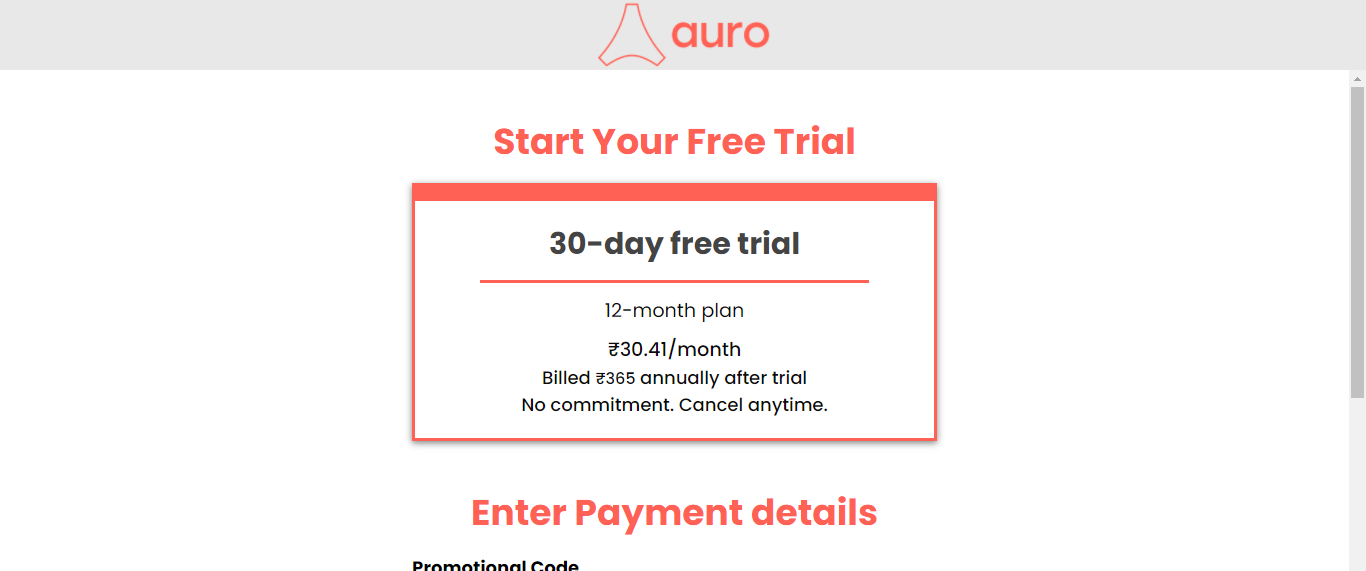 auro
Start Your Free Trial
30-day free trial
12-month plan
₹30.41/month
Billed ₹365 annually after trial
No commitment. Cancel anytime.
Enter Payment details
Promotional Code